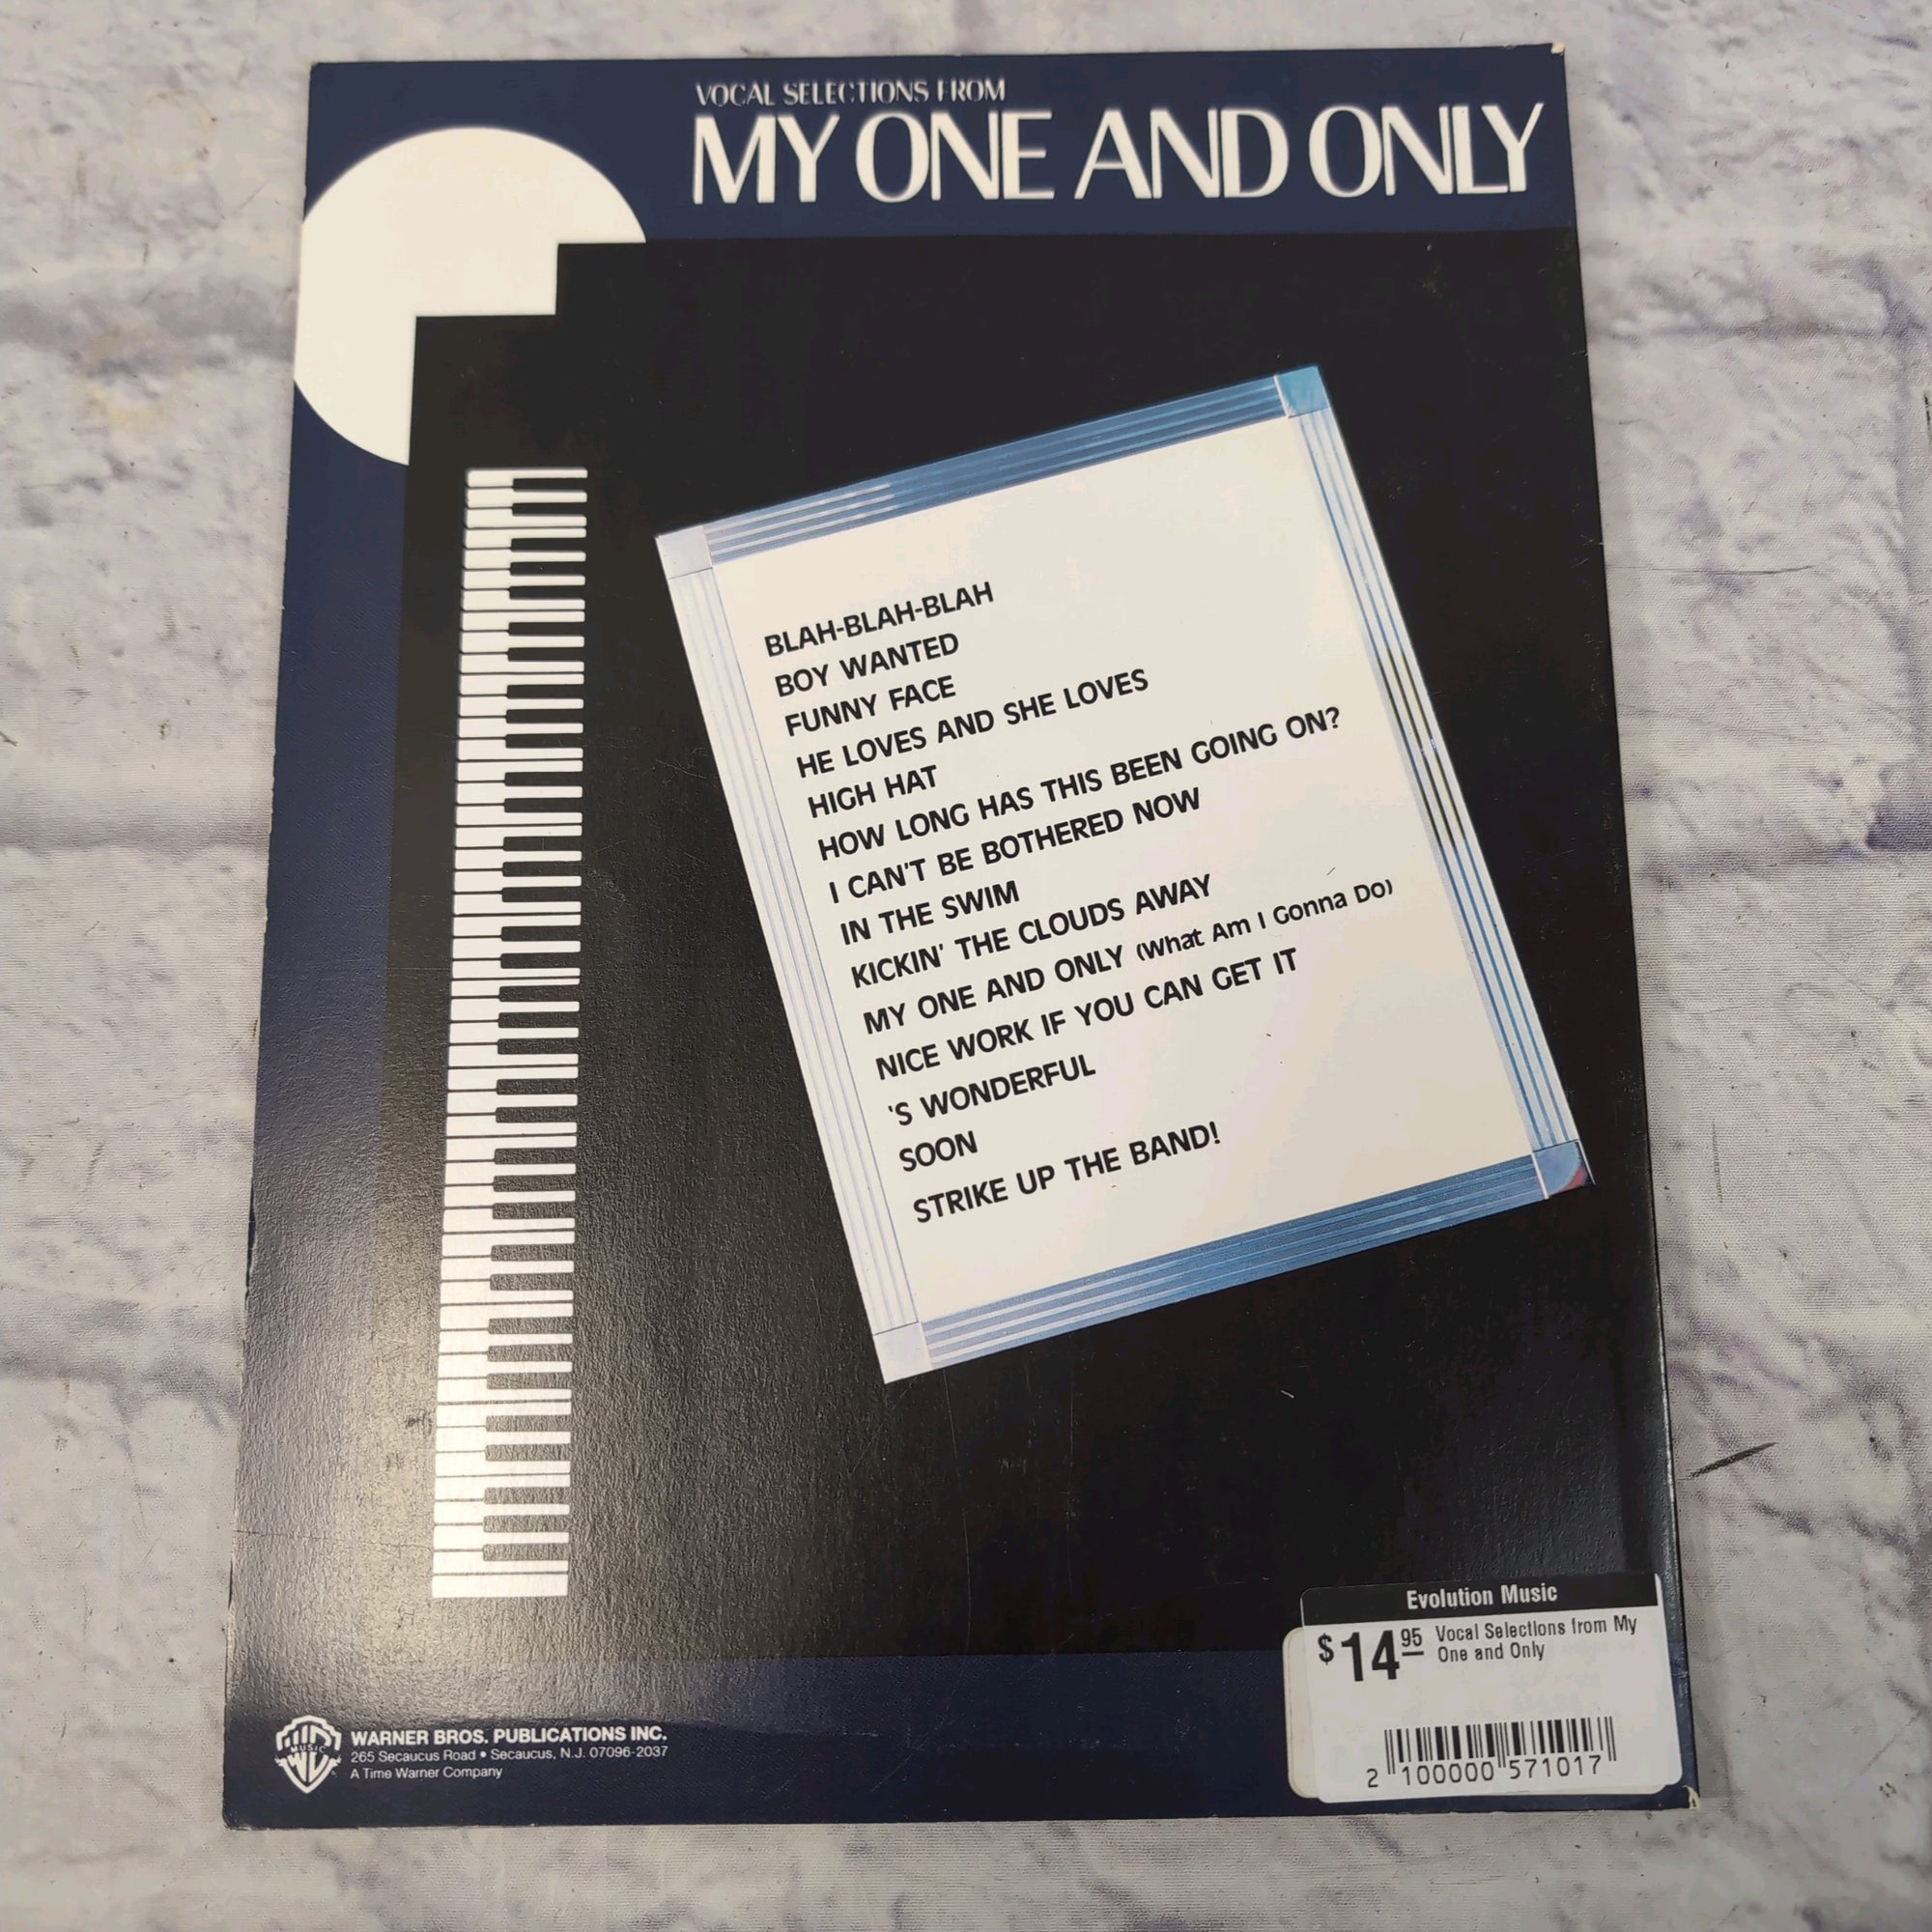 VOCAL SELECTIONS FROM
MY ONE AND ONLY
BLAH-BLAH-BLAH
BOY WANTED
FUNNY FACE
HE LOVES AND SHE LOVES
HIGH HAT
HOW LONG HAS THIS BEEN GOING ON?
I CAN'T BE BOTHERED NOW
IN THE SWIM
KICKIN' THE CLOUDS AWAY
MY ONE AND ONLY (What Am I Gonna Do)
NICE WORK IF YOU CAN GET IT
'S WONDERFUL
SOON
STRIKE UP THE BAND!
Evolution Music
$14.95 Vocal Selections from My
One and Only
2 100000 571017
WB
MUSIC
WARNER BROS. PUBLICATIONS INC.
265 Secaucus Road • Secaucus, N.J. 07096-2037
A Time Warner Company